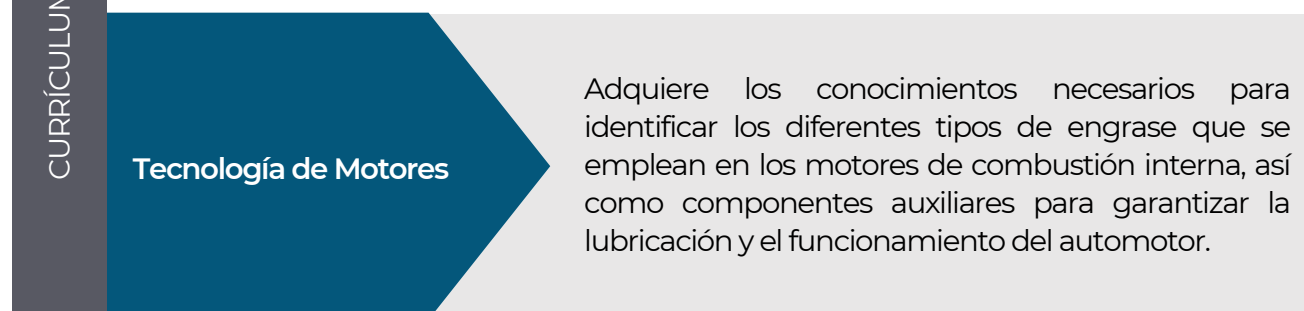 CURRÍCULUM
Tecnología de Motores
Adquiere los conocimientos necesarios para
identificar los diferentes tipos de engrase que se
emplean en los motores de combustión interna, así
como componentes auxiliares para garantizar la
lubricación y el funcionamiento del automotor.